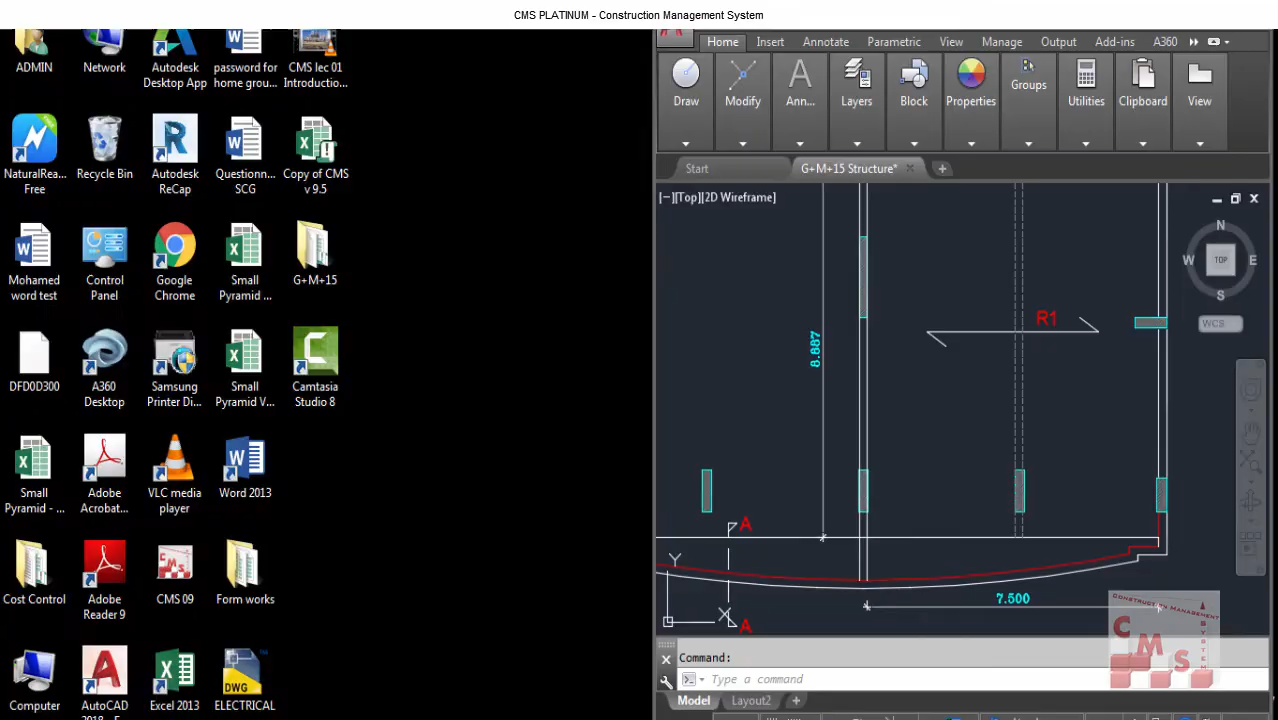 CMS PLATINUM - Construction Management System
ADMIN
Network
Autodesk
Desktop App
password for
home grou...
CMS lec 01
Introductio...
NaturalRea...
Free
Recycle Bin
Autodesk
ReCap
Questionn...
SCG
Copy of CMS
v 9.5
Mohamed
word test
Control
Panel
Google
Chrome
Small
Pyramid ...
G+M+15
DFD0D300
A360
Desktop
Samsung
Printer Di...
Small
Pyramid V...
Camtasia
Studio 8
Small
Pyramid - ...
Adobe
Acrobat...
VLC media
player
Word 2013
Cost Control
Adobe
Reader 9
CMS 09
Form works
Computer
AutoCAD
Excel 2013
DWG
ELECTRICAL
Home Insert Annotate Parametric View Manage Output Add-ins A360
Draw Modify Ann... Layers Block Properties Groups Utilities Clipboard View
Start
G+M+15 Structure*
[−][Top][2D Wireframe]
N
W TOP E
S
WCS
R1
8.687
A
Y
X
A
7.500
CONSTRUCTION MANAGEMENT
SYSTEM
CMS
Command:
Type a command
Model Layout2 +